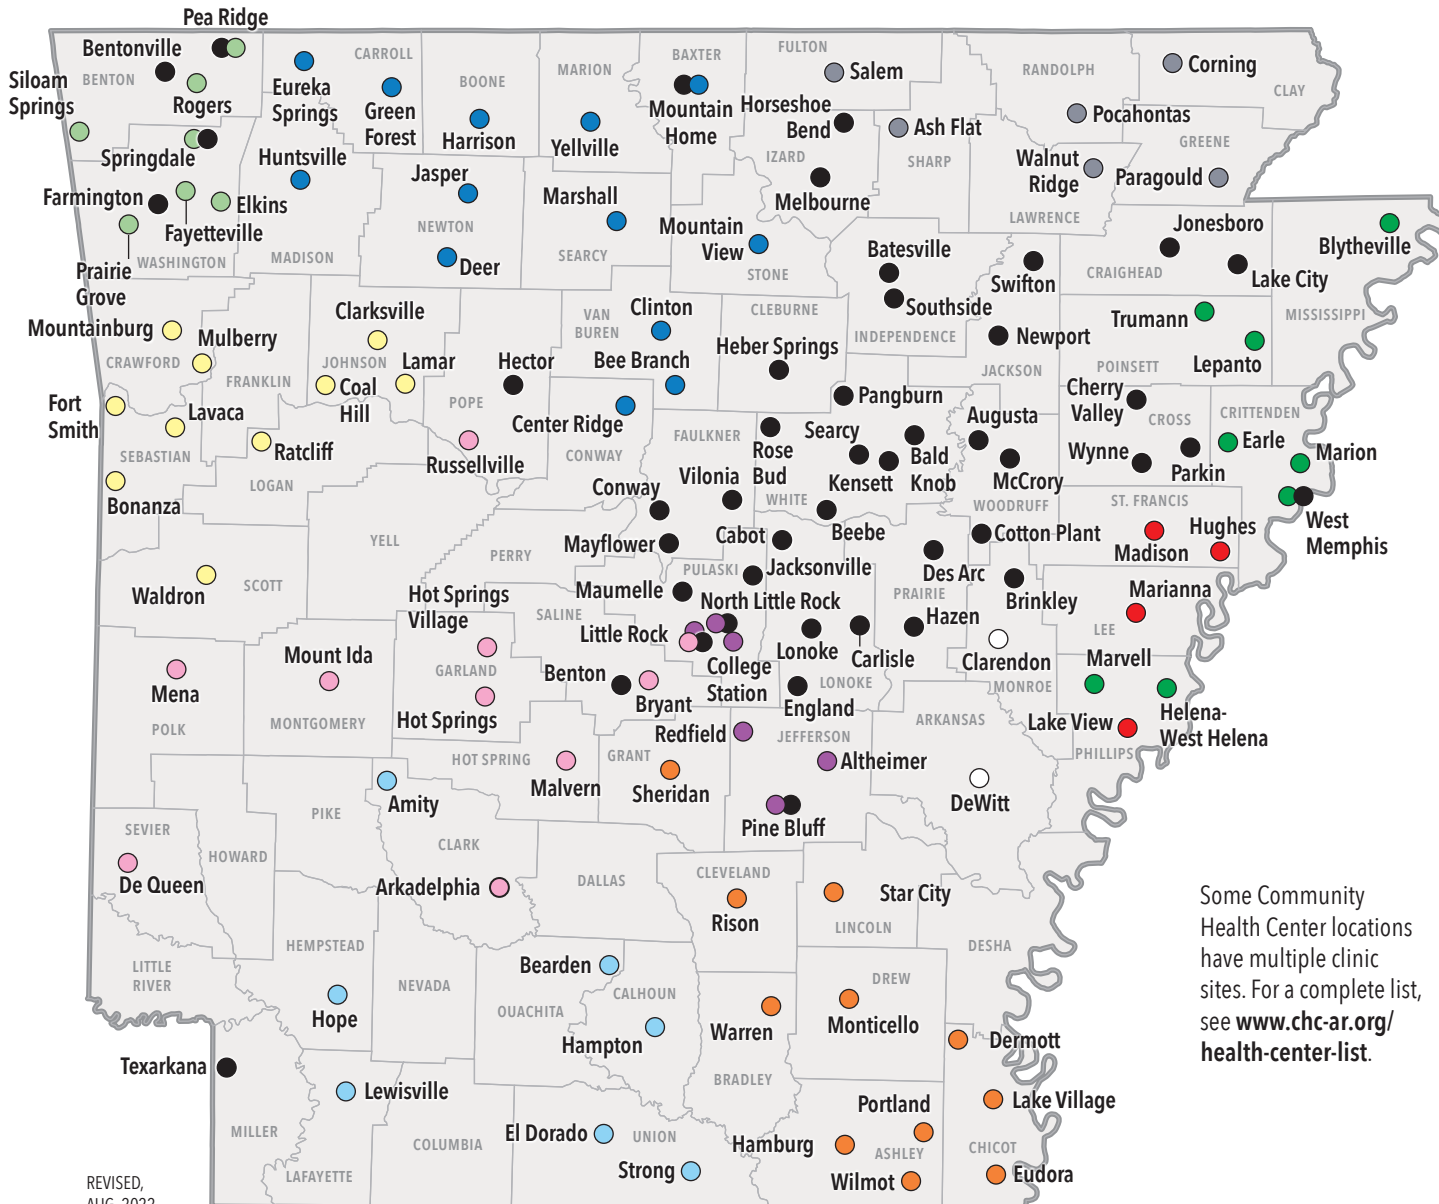 Pea Ridge
Bentonville
BENTON
Siloam
Springs
Rogers
Eureka
Springs
CARROLL
Green
Forest
BOONE
Harrison
MARION
Yellville
BAXTER
Mountain
Home
FULTON
Salem
Horseshoe
Bend
IZARD
Melbourne
Ash Flat
SHARP
RANDOLPH
Pocahontas
Corning
CLAY
GREENE
Walnut
Ridge
Paragould
LAWRENCE
Springdale
Huntsville
Farmington
Elkins
Fayetteville
Prairie
Grove
WASHINGTON
MADISON
Jasper
NEWTON
Deer
Marshall
SEARCY
Mountain
View
STONE
Batesville
Southside
INDEPENDENCE
Swifton
Jonesboro
CRAIGHEAD
Lake City
Blytheville
MISSISSIPPI
Mountainburg
CRAWFORD
Mulberry
FRANKLIN
Clarksville
JOHNSON
Lamar
Coal
Hill
Hector
POPE
Russellville
VAN
BUREN
Clinton
Bee Branch
Center Ridge
CONWAY
CLEBURNE
Heber Springs
Newport
JACKSON
Trumann
Lepanto
POINSETT
Fort
Smith
Lavaca
SEBASTIAN
Bonanza
Ratcliff
LOGAN
FAULKNER
Vilonia
Conway
Rose
Bud
Pangburn
Searcy
Kensett
Bald
Knob
WHITE
Beebe
Augusta
McCrory
WOODRUFF
Cotton Plant
Cherry
Valley
CROSS
Wynne
Parkin
CRITTENDEN
Earle
Marion
West
Memphis
ST. FRANCIS
Madison
Hughes
Waldron
SCOTT
YELL
PERRY
Mayflower
Cabot
PULASKI
Jacksonville
Maumelle
North Little Rock
Little Rock
College
Station
Des Arc
PRAIRIE
Hazen
Brinkley
Lonoke
Carlisle
LONOKE
England
Clarendon
MONROE
Marianna
LEE
Marvell
Lake View
Helena-
West Helena
PHILLIPS
Hot Springs
Village
GARLAND
Hot Springs
SALINE
Benton
Bryant
Mena
POLK
Mount Ida
MONTGOMERY
HOT SPRING
Malvern
GRANT
Sheridan
Redfield
JEFFERSON
Altheimer
Pine Bluff
ARKANSAS
DeWitt
Amity
PIKE
CLARK
Arkadelphia
SEVIER
De Queen
HOWARD
DALLAS
CLEVELAND
Rison
Star City
LINCOLN
DESHA
HEMPSTEAD
Hope
LITTLE
RIVER
NEVADA
Bearden
OUACHITA
CALHOUN
Hampton
Warren
BRADLEY
DREW
Monticello
Dermott
Texarkana
MILLER
Lewisville
LAFAYETTE
COLUMBIA
El Dorado
UNION
Strong
Portland
Hamburg
ASHLEY
Wilmot
Lake Village
CHICOT
Eudora
Some Community
Health Center locations
have multiple clinic
sites. For a complete list,
see www.chc-ar.org/
health-center-list.
REVISED,
AUG. 2022